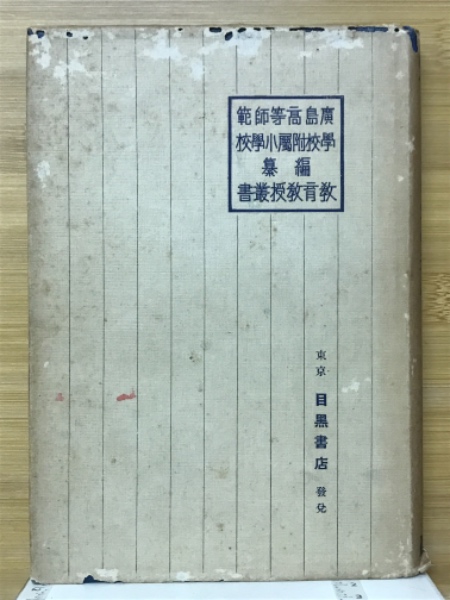 廣島高等師範
學校附屬小學校
編纂
教育教授叢書
東京 目黒書店 發兌